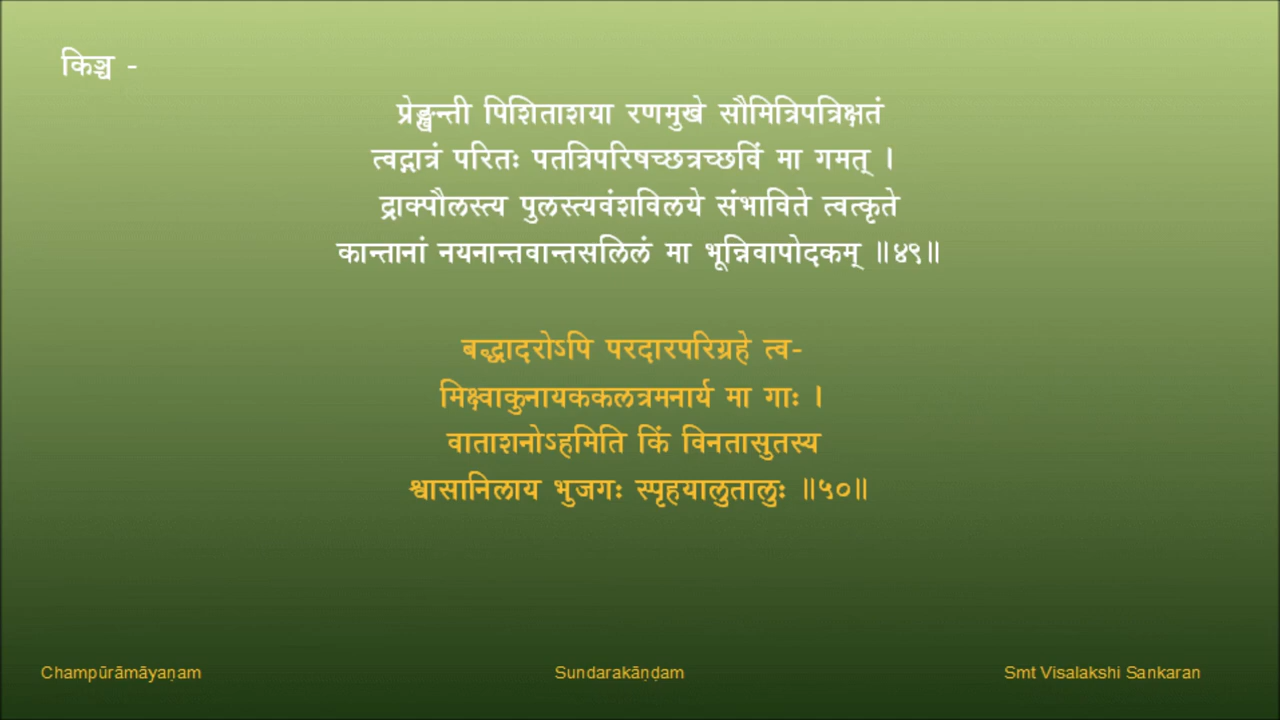 किञ्च -
प्रेङ्खन्ती पिशिताशया रणमुखे सौमित्रिपत्रिक्षतं
त्वद्गात्रं परितः पतत्रिपरिषच्छत्रच्छविं मा गमत् ।
द्राक्पौलस्त्य पुलस्त्यवंशविलये संभाविते त्वत्कृते
कान्तानां नयनान्तवान्तसलिलं मा भून्निवापोदकम् ॥४९॥
बद्धादरोऽपि परदारपरिग्रहे त्व-
मिक्ष्वाकुनायककलत्रमनार्य मा गाः ।
वाताशनोऽहमिति किं विनतासुतस्य
श्वासानिलाय भुजगः स्पृहयालुतालुः ॥५०॥
Champūrāmāyaṇam Sundarakāṇḍam Smt Visalakshi Sankaran